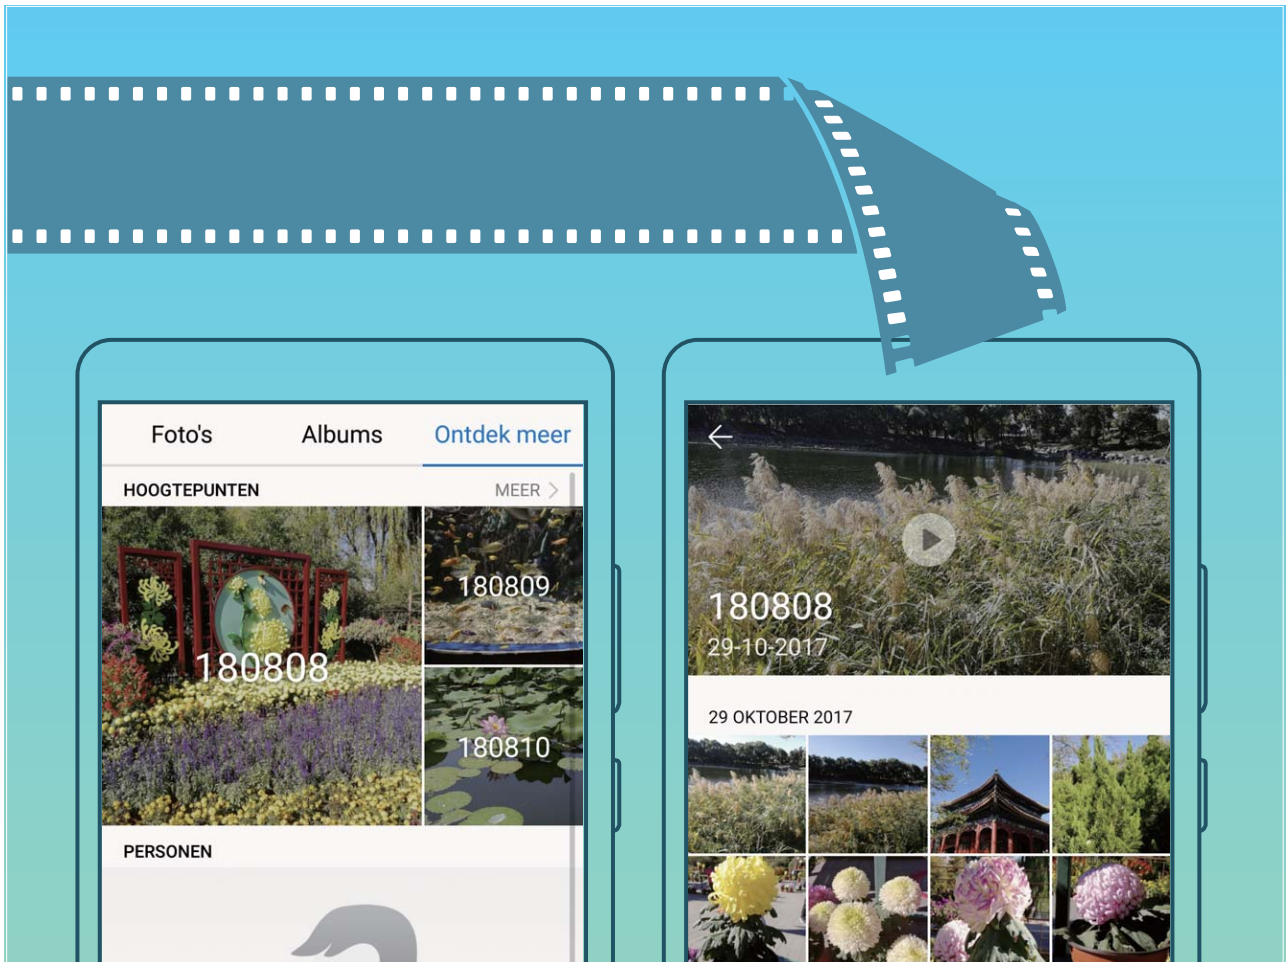 Foto's Albums Ontdek meer
HOOGTEPUNTEN MEER
180808
180809
180810
PERSONEN
180808
29-10-2017
29 OKTOBER 2017